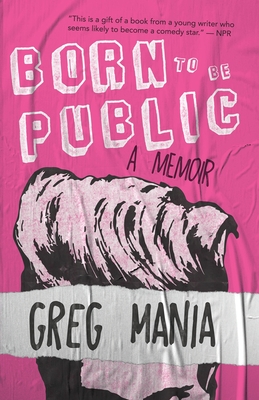 "This is a gift of a book from a young writer who
seems likely to become a comedy star." — NPR
BORN TO BE
PUBLIC
A MEMOIR
GREG MANIA